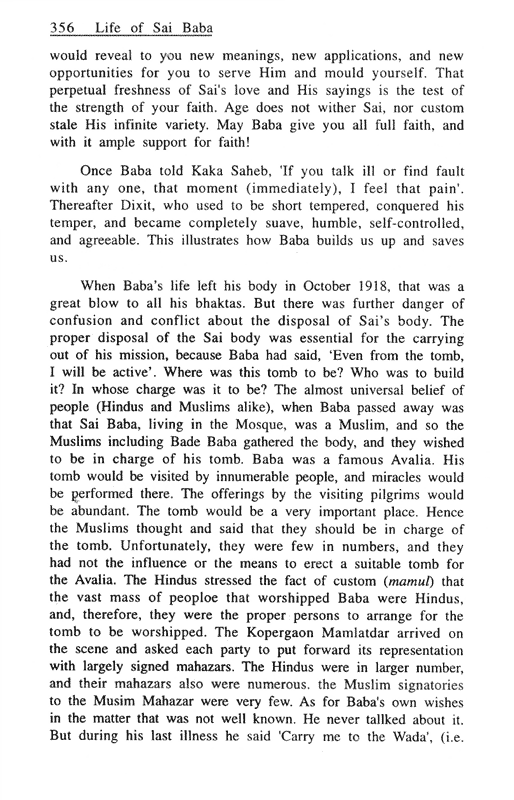 356 Life of Sai Baba
would reveal to you new meanings, new applications, and new
opportunities for you to serve Him and mould yourself. That
perpetual freshness of Sai's love and His sayings is the test of
the strength of your faith. Age does not wither Sai, nor custom
stale His infinite variety. May Baba give you all full faith, and
with it ample support for faith!
Once Baba told Kaka Saheb, 'If you talk ill or find fault
with any one, that moment (immediately), I feel that pain'.
Thereafter Dixit, who used to be short tempered, conquered his
temper, and became completely suave, humble, self-controlled,
and agreeable. This illustrates how Baba builds us up and saves
us.
When Baba's life left his body in October 1918, that was a
great blow to all his bhaktas. But there was further danger of
confusion and conflict about the disposal of Sai's body. The
proper disposal of the Sai body was essential for the carrying
out of his mission, because Baba had said, 'Even from the tomb,
I will be active'. Where was this tomb to be? Who was to build
it? In whose charge was it to be? The almost universal belief of
people (Hindus and Muslims alike), when Baba passed away was
that Sai Baba, living in the Mosque, was a Muslim, and so the
Muslims including Bade Baba gathered the body, and they wished
to be in charge of his tomb. Baba was a famous Avalia. His
tomb would be visited by innumerable people, and miracles would
be performed there. The offerings by the visiting pilgrims would
be abundant. The tomb would be a very important place. Hence
the Muslims thought and said that they should be in charge of
the tomb. Unfortunately, they were few in numbers, and they
had not the influence or the means to erect a suitable tomb for
the Avalia. The Hindus stressed the fact of custom (mamul) that
the vast mass of peoploe that worshipped Baba were Hindus,
and, therefore, they were the proper persons to arrange for the
tomb to be worshipped. The Kopergaon Mamlatdar arrived on
the scene and asked each party to put forward its representation
with largely signed mahazars. The Hindus were in larger number,
and their mahazars also were numerous. the Muslim signatories
to the Musim Mahazar were very few. As for Baba's own wishes
in the matter that was not well known. He never tallked about it.
But during his last illness he said 'Carry me to the Wada', (i.e.